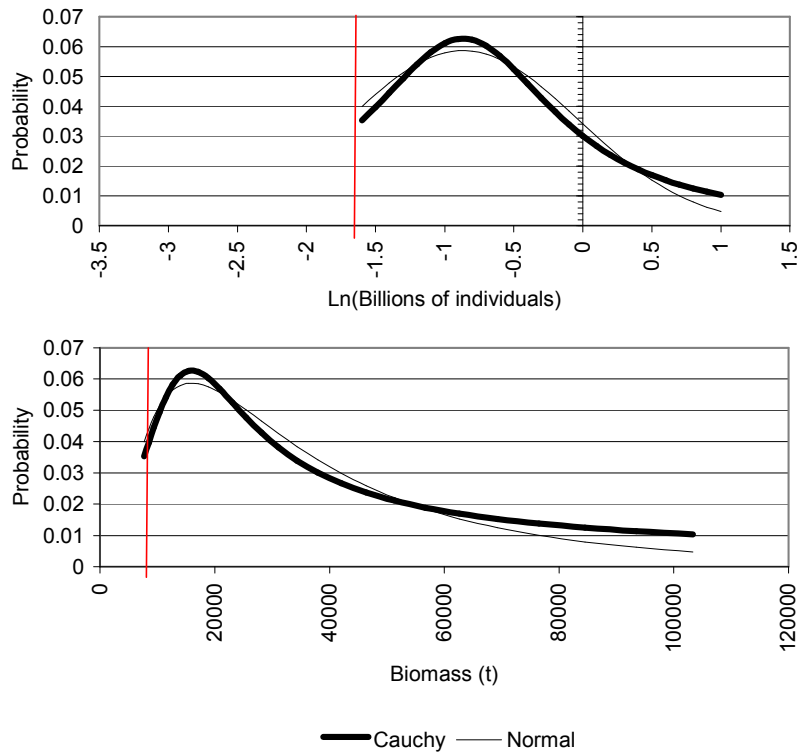 0.07
0.06
0.05
0.04
0.03
0.02
0.01
0
Probability
-3.5 -3 -2.5 -2 -1.5 -1 -0.5 0 0.5 1 1.5
Ln(Billions of individuals)
0.07
0.06
0.05
0.04
0.03
0.02
0.01
0
Probability
0 20000 40000 60000 80000 100000 120000
Biomass (t)
Cauchy Normal